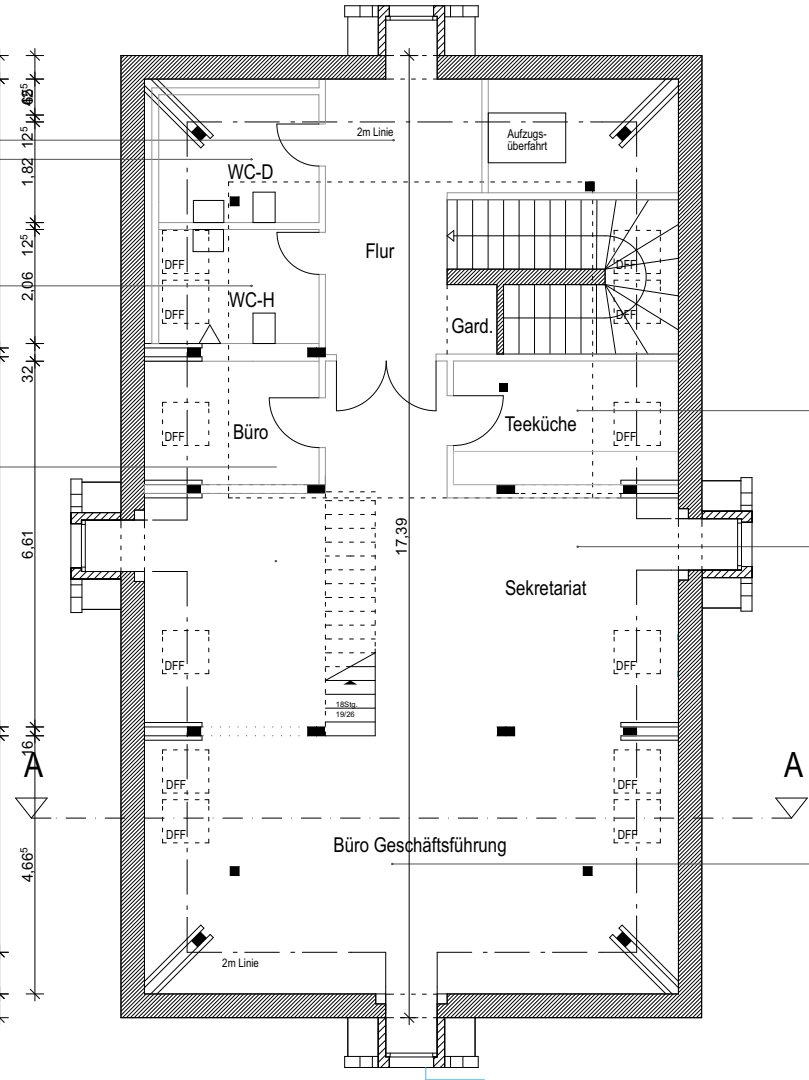 2m Linie
Aufzugs-
überfahrt
12⁵
1,82
WC-D
12⁵
Flur
DFF
DFF
2,06
DFF
WC-H
DFF
Gard.
32
DFF
Büro
Teeküche
DFF
17,39
6,61
Sekretariat
DFF
DFF
18Stg.
19/26
16
A
A
DFF
DFF
DFF
DFF
Büro Geschäftsführung
4,66⁵
2m Linie